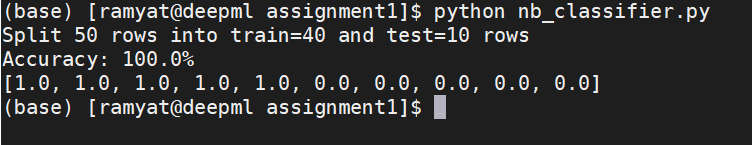 (base) [ramyat@deepml assignment1]$ python nb_classifier.py
Split 50 rows into train=40 and test=10 rows
Accuracy: 100.0%
[1.0, 1.0, 1.0, 1.0, 1.0, 0.0, 0.0, 0.0, 0.0, 0.0]
(base) [ramyat@deepml assignment1]$